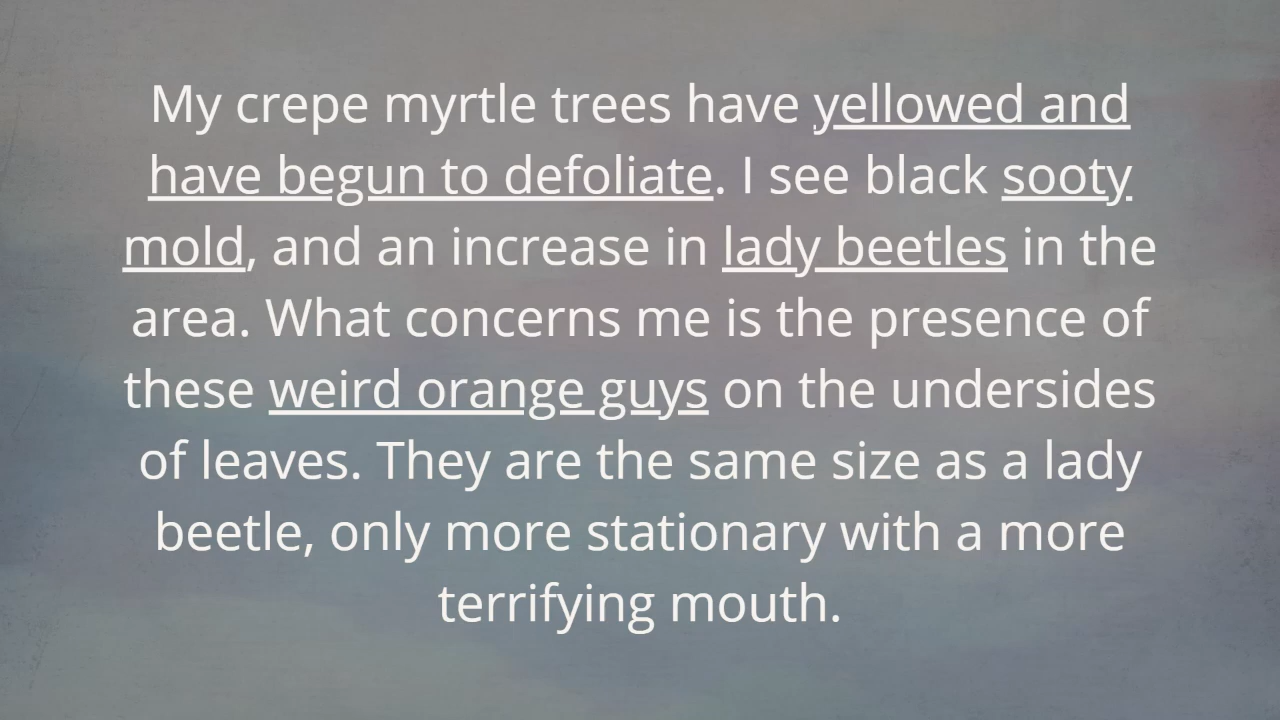 My crepe myrtle trees have yellowed and
have begun to defoliate. I see black sooty
mold, and an increase in lady beetles in the
area. What concerns me is the presence of
these weird orange guys on the undersides
of leaves. They are the same size as a lady
beetle, only more stationary with a more
terrifying mouth.